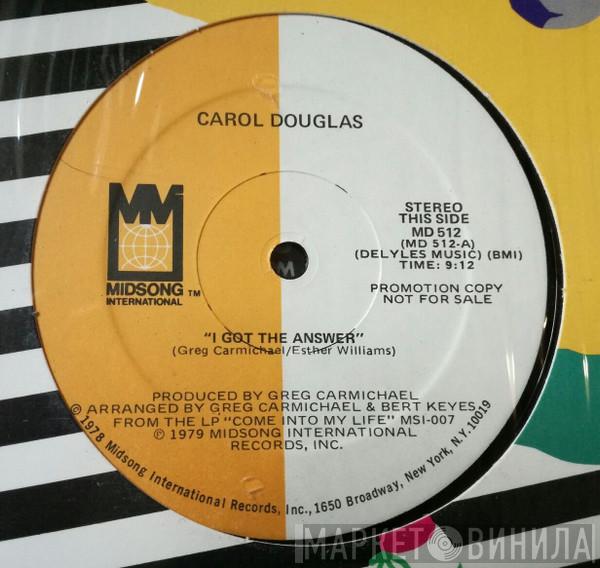 CAROL DOUGLAS
MM
MIDSONG TM
INTERNATIONAL
STEREO
THIS SIDE
MD 512
(MD 512-A)
(DELYLES MUSIC) (BMI)
TIME: 9:12
PROMOTION COPY
NOT FOR SALE
"I GOT THE ANSWER"
(Greg Carmichael/Esther Williams)
PRODUCED BY GREG CARMICHAEL
ARRANGED BY GREG CARMICHAEL & BERT KEYES
FROM THE LP "COME INTO MY LIFE" MSI-007
℗ 1979 MIDSONG INTERNATIONAL
RECORDS, INC.
© 1978 Midsong International Records, Inc., 1650 Broadway, New York, N.Y. 10019
МАРКЕТ ВИНИЛА